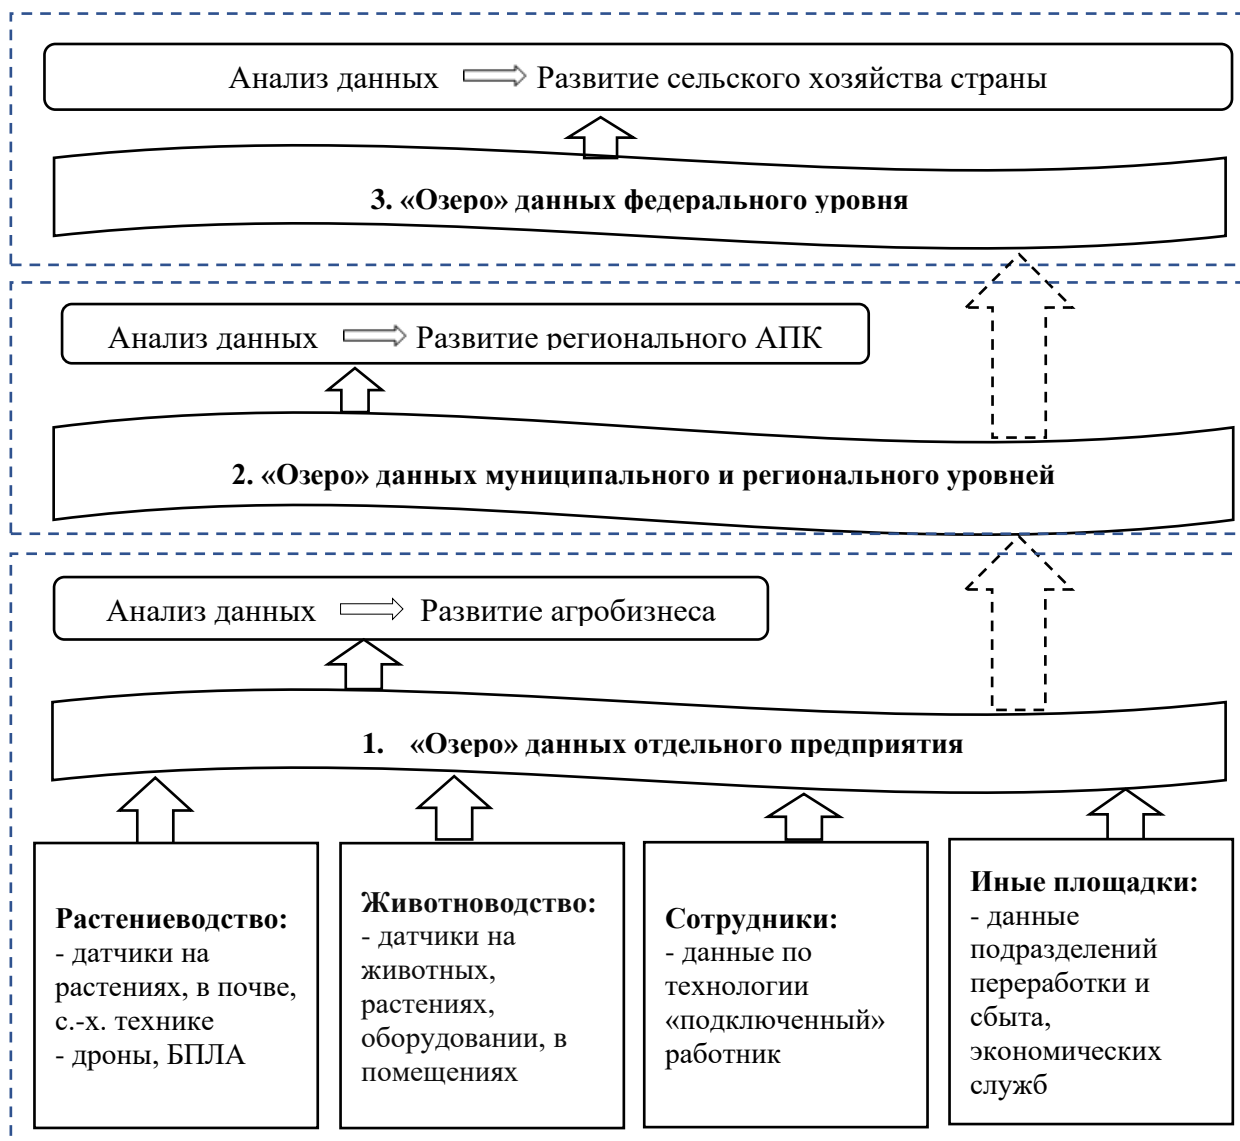 Анализ данных Развитие сельского хозяйства страны
3. «Озеро» данных федерального уровня
Анализ данных Развитие регионального АПК
2. «Озеро» данных муниципального и регионального уровней
Анализ данных Развитие агробизнеса
1. «Озеро» данных отдельного предприятия
Растениеводство:
- датчики на
растениях, в почве,
с.-х. технике
- дроны, БПЛА
Животноводство:
- датчики на
животных,
растениях,
оборудовании, в
помещениях
Сотрудники:
- данные по
технологии
«подключенный»
работник
Иные площадки:
- данные
подразделений
переработки и
сбыта,
экономических
служб